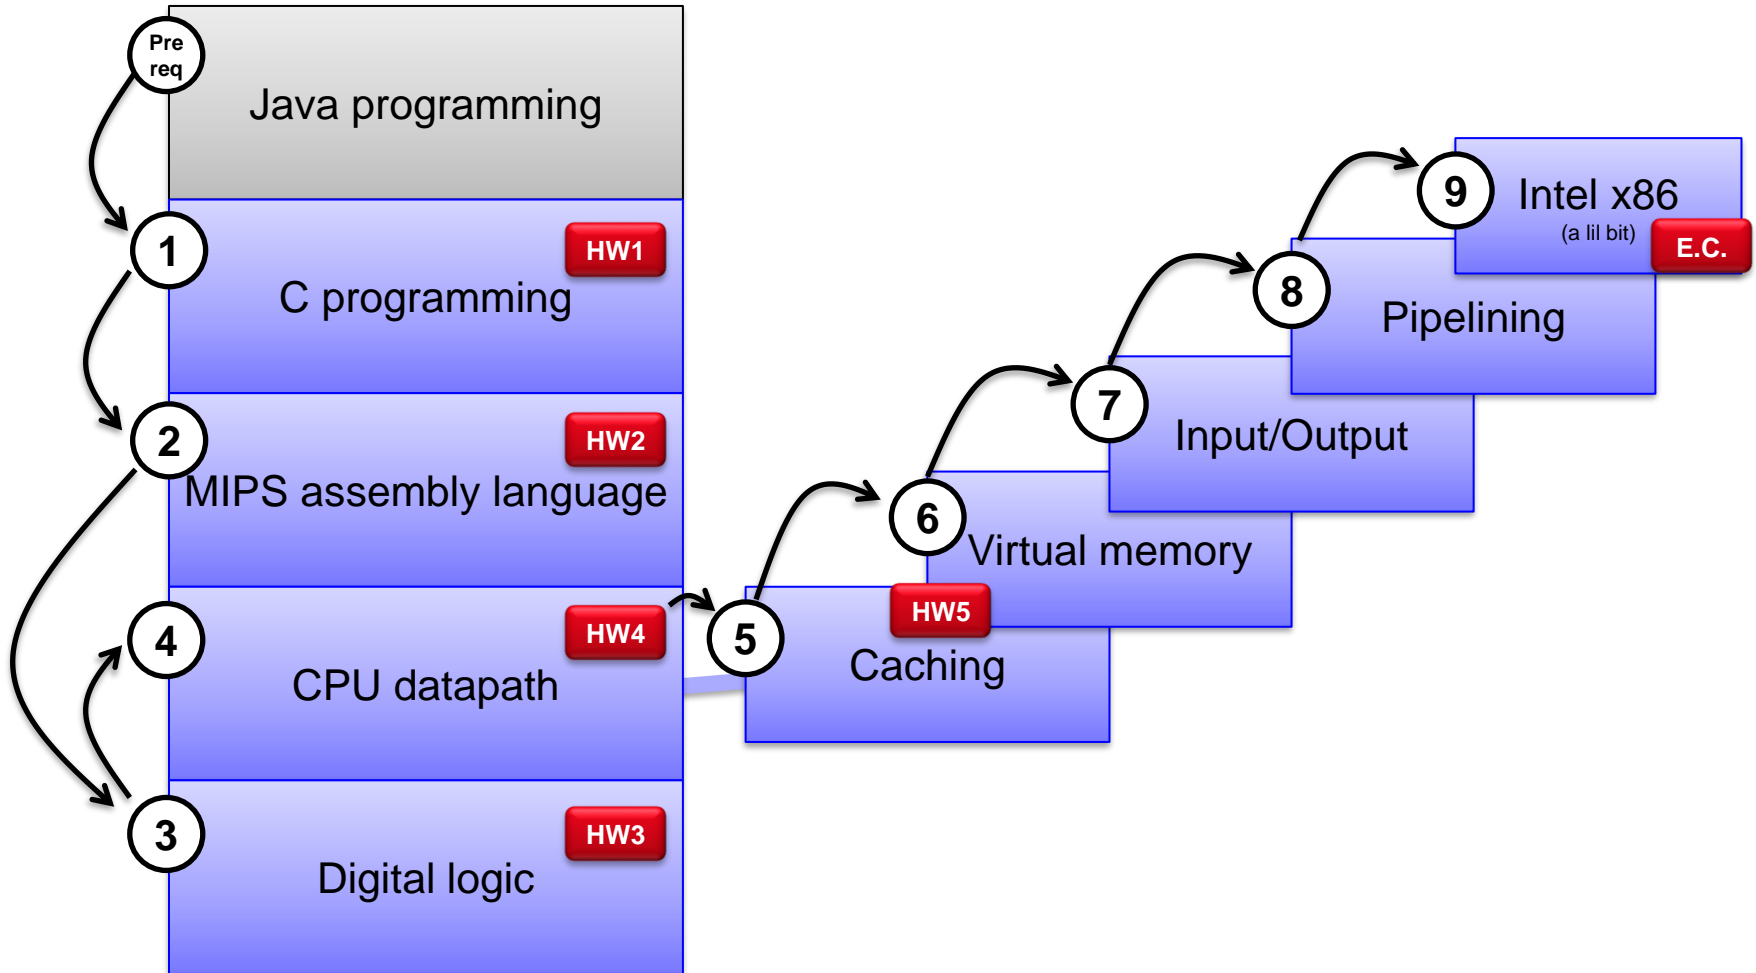 Pre
req
Java programming
1
HW1
C programming
2
HW2
MIPS assembly language
4
HW4
CPU datapath
3
HW3
Digital logic
5
HW5
Caching
6
Virtual memory
7
Input/Output
8
Pipelining
9
Intel x86
(a lil bit)
E.C.